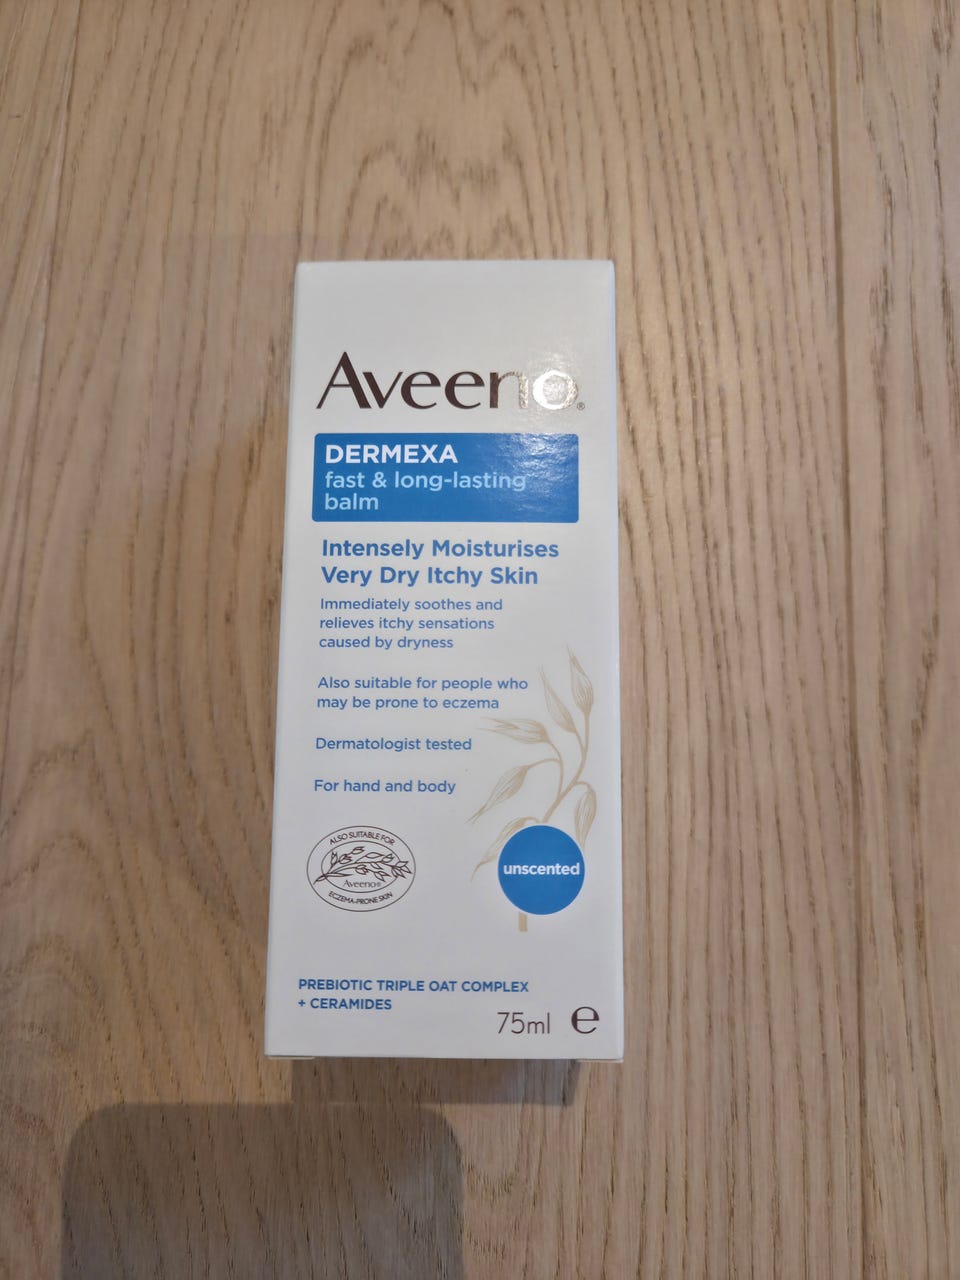 Aveeno®
DERMEXA
fast & long-lasting
balm
Intensely Moisturises
Very Dry Itchy Skin
Immediately soothes and
relieves itchy sensations
caused by dryness
Also suitable for people who
may be prone to eczema
Dermatologist tested
For hand and body
ALSO SUITABLE FOR
Aveeno®
ECZEMA-PRONE SKIN
unscented
PREBIOTIC TRIPLE OAT COMPLEX
+ CERAMIDES
75ml ℮